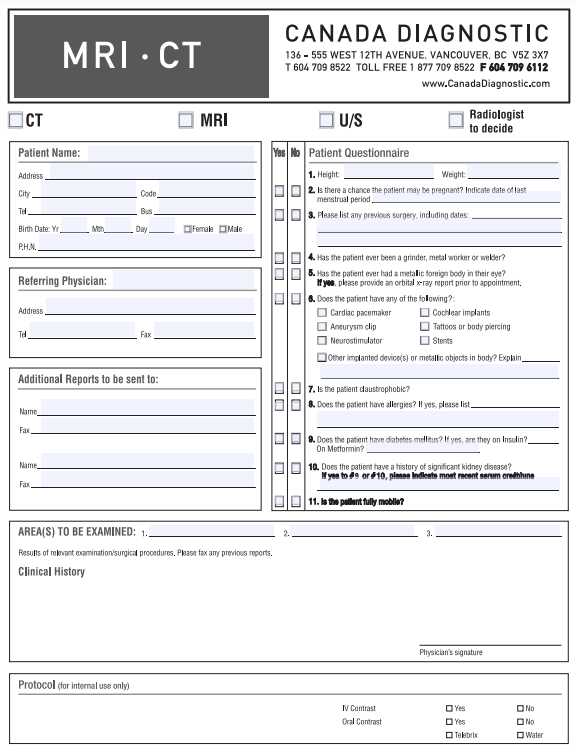 MRI · CT
CANADA DIAGNOSTIC
136 – 555 WEST 12TH AVENUE, VANCOUVER, BC V5Z 3X7
T 604 709 8522 TOLL FREE 1 877 709 8522 F 604 709 6112
www.CanadaDiagnostic.com
CT MRI U/S Radiologist
to decide
Patient Name:
Address
City Code
Tel Bus
Birth Date: Yr Mth Day Female Male
P.H.N.
Referring Physician:
Address
Tel Fax
Additional Reports to be sent to:
Name
Fax
Name
Fax
Yes No Patient Questionnaire
1. Height: Weight:
2. Is there a chance the patient may be pregnant? Indicate date of last
menstrual period
3. Please list any previous surgery, including dates:
4. Has the patient ever been a grinder, metal worker or welder?
5. Has the patient ever had a metallic foreign body in their eye?
If yes, please provide an orbital x-ray report prior to appointment.
6. Does the patient have any of the following?:
Cardiac pacemaker Cochlear implants
Aneurysm clip Tattoos or body piercing
Neurostimulator Stents
Other implanted device(s) or metallic objects in body? Explain
7. Is the patient claustrophobic?
8. Does the patient have allergies? If yes, please list
9. Does the patient have diabetes mellitus? If yes, are they on Insulin?
On Metformin?
10. Does the patient have a history of significant kidney disease?
If yes to #9 or #10, please indicate most recent serum
11. Is the patient fully mobile?
AREA(S) TO BE EXAMINED: 1. 2. 3.
Results of relevant examination/surgical procedures. Please fax any previous reports.
Clinical History
Physician's signature
Protocol (for internal use only)
IV Contrast Yes No
Oral Contrast Yes No
Telebrix Water